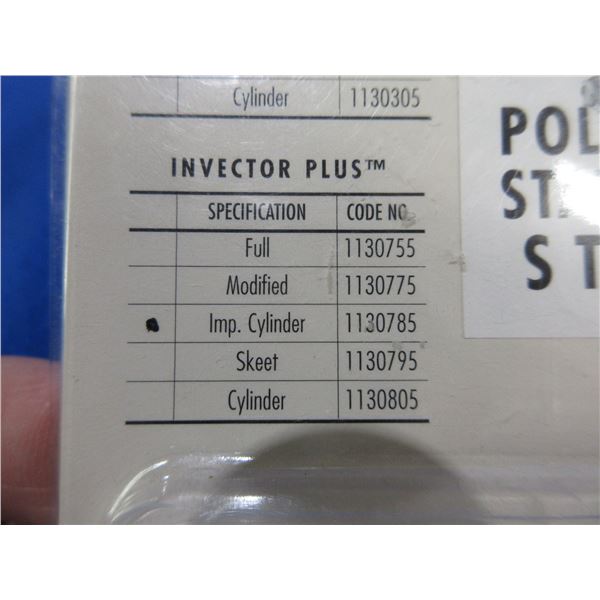 Cylinder 1130305
INVECTOR PLUS™
SPECIFICATION CODE NO.
Full 1130755
Modified 1130775
Imp. Cylinder 1130785
Skeet 1130795
Cylinder 1130805